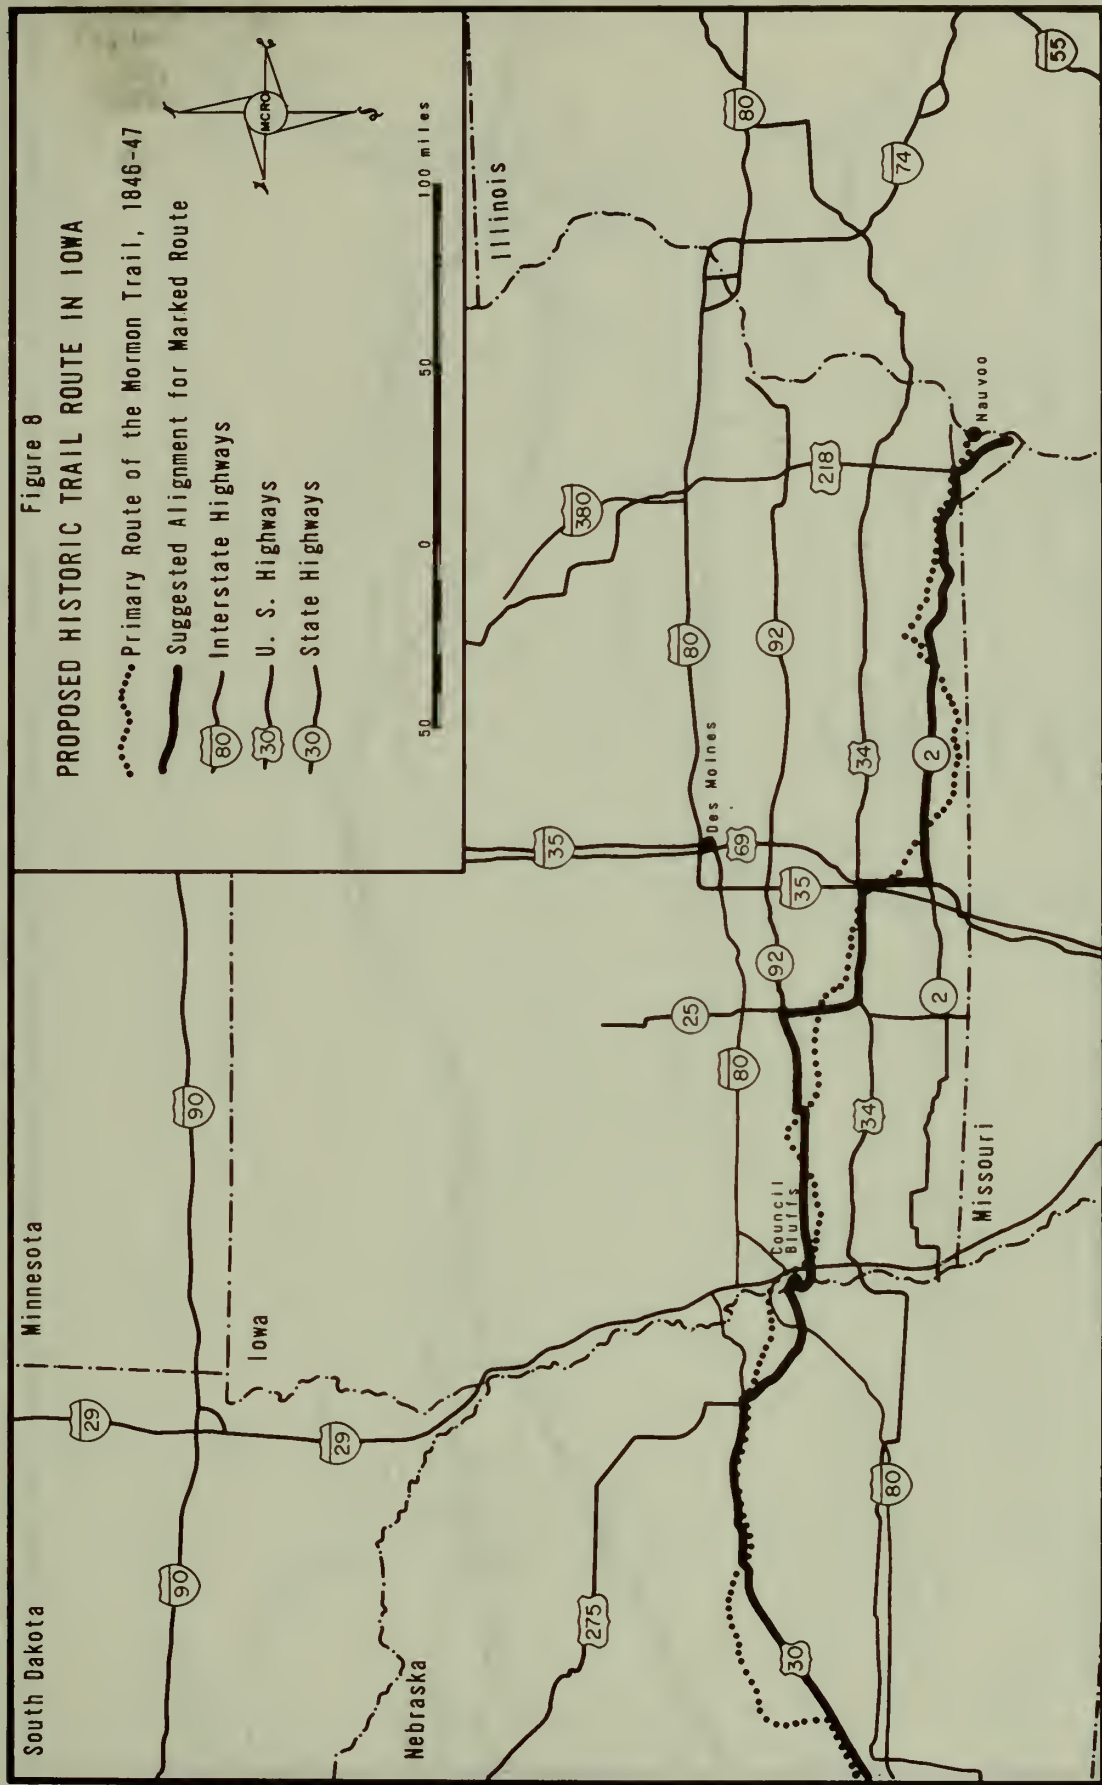 Figure 8
PROPOSED HISTORIC TRAIL ROUTE IN IOWA
Primary Route of the Mormon Trail, 1846-47
Suggested Alignment for Marked Route
80 Interstate Highways
30 U. S. Highways
30 State Highways
MCRO
S
50 0 50 100 miles
South Dakota
Minnesota
Iowa
Nebraska
Illinois
Missouri
Des Moines
Council
Bluffs
Nauvoo
29
29
90
90
275
30
80
80
80
80
25
92
92
34
34
2
2
35
35
69
380
218
74
55